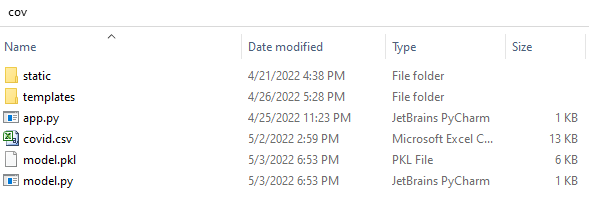 cov
Name Date modified Type Size
static 4/21/2022 4:38 PM File folder
templates 4/26/2022 5:28 PM File folder
app.py 4/25/2022 11:23 PM JetBrains PyCharm 1 KB
covid.csv 5/2/2022 2:59 PM Microsoft Excel C... 13 KB
model.pkl 5/3/2022 6:53 PM PKL File 6 KB
model.py 5/3/2022 6:53 PM JetBrains PyCharm 1 KB